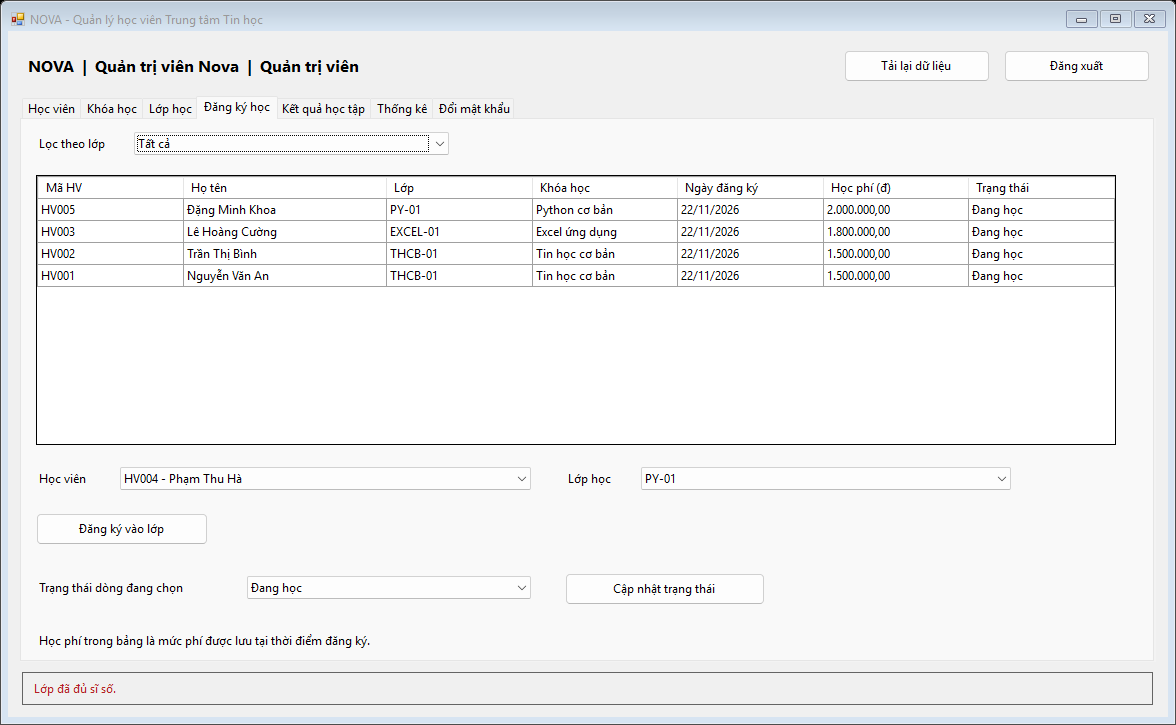 NOVA - Quản lý học viên Trung tâm Tin học
NOVA | Quản trị viên Nova | Quản trị viên
Tải lại dữ liệu
Đăng xuất
Học viên Khóa học Lớp học Đăng ký học Kết quả học tập Thống kê Đổi mật khẩu
Lọc theo lớp Tất cả
Mã HV Họ tên Lớp Khóa học Ngày đăng ký Học phí (đ) Trạng thái
HV005 Đặng Minh Khoa PY-01 Python cơ bản 22/11/2026 2.000.000,00 Đang học
HV003 Lê Hoàng Cường EXCEL-01 Excel ứng dụng 22/11/2026 1.800.000,00 Đang học
HV002 Trần Thị Bình THCB-01 Tin học cơ bản 22/11/2026 1.500.000,00 Đang học
HV001 Nguyễn Văn An THCB-01 Tin học cơ bản 22/11/2026 1.500.000,00 Đang học
Học viên HV004 - Phạm Thu Hà Lớp học PY-01
Đăng ký vào lớp
Trạng thái dòng đang chọn Đang học Cập nhật trạng thái
Học phí trong bảng là mức phí được lưu tại thời điểm đăng ký.
Lớp đã đủ sĩ số.